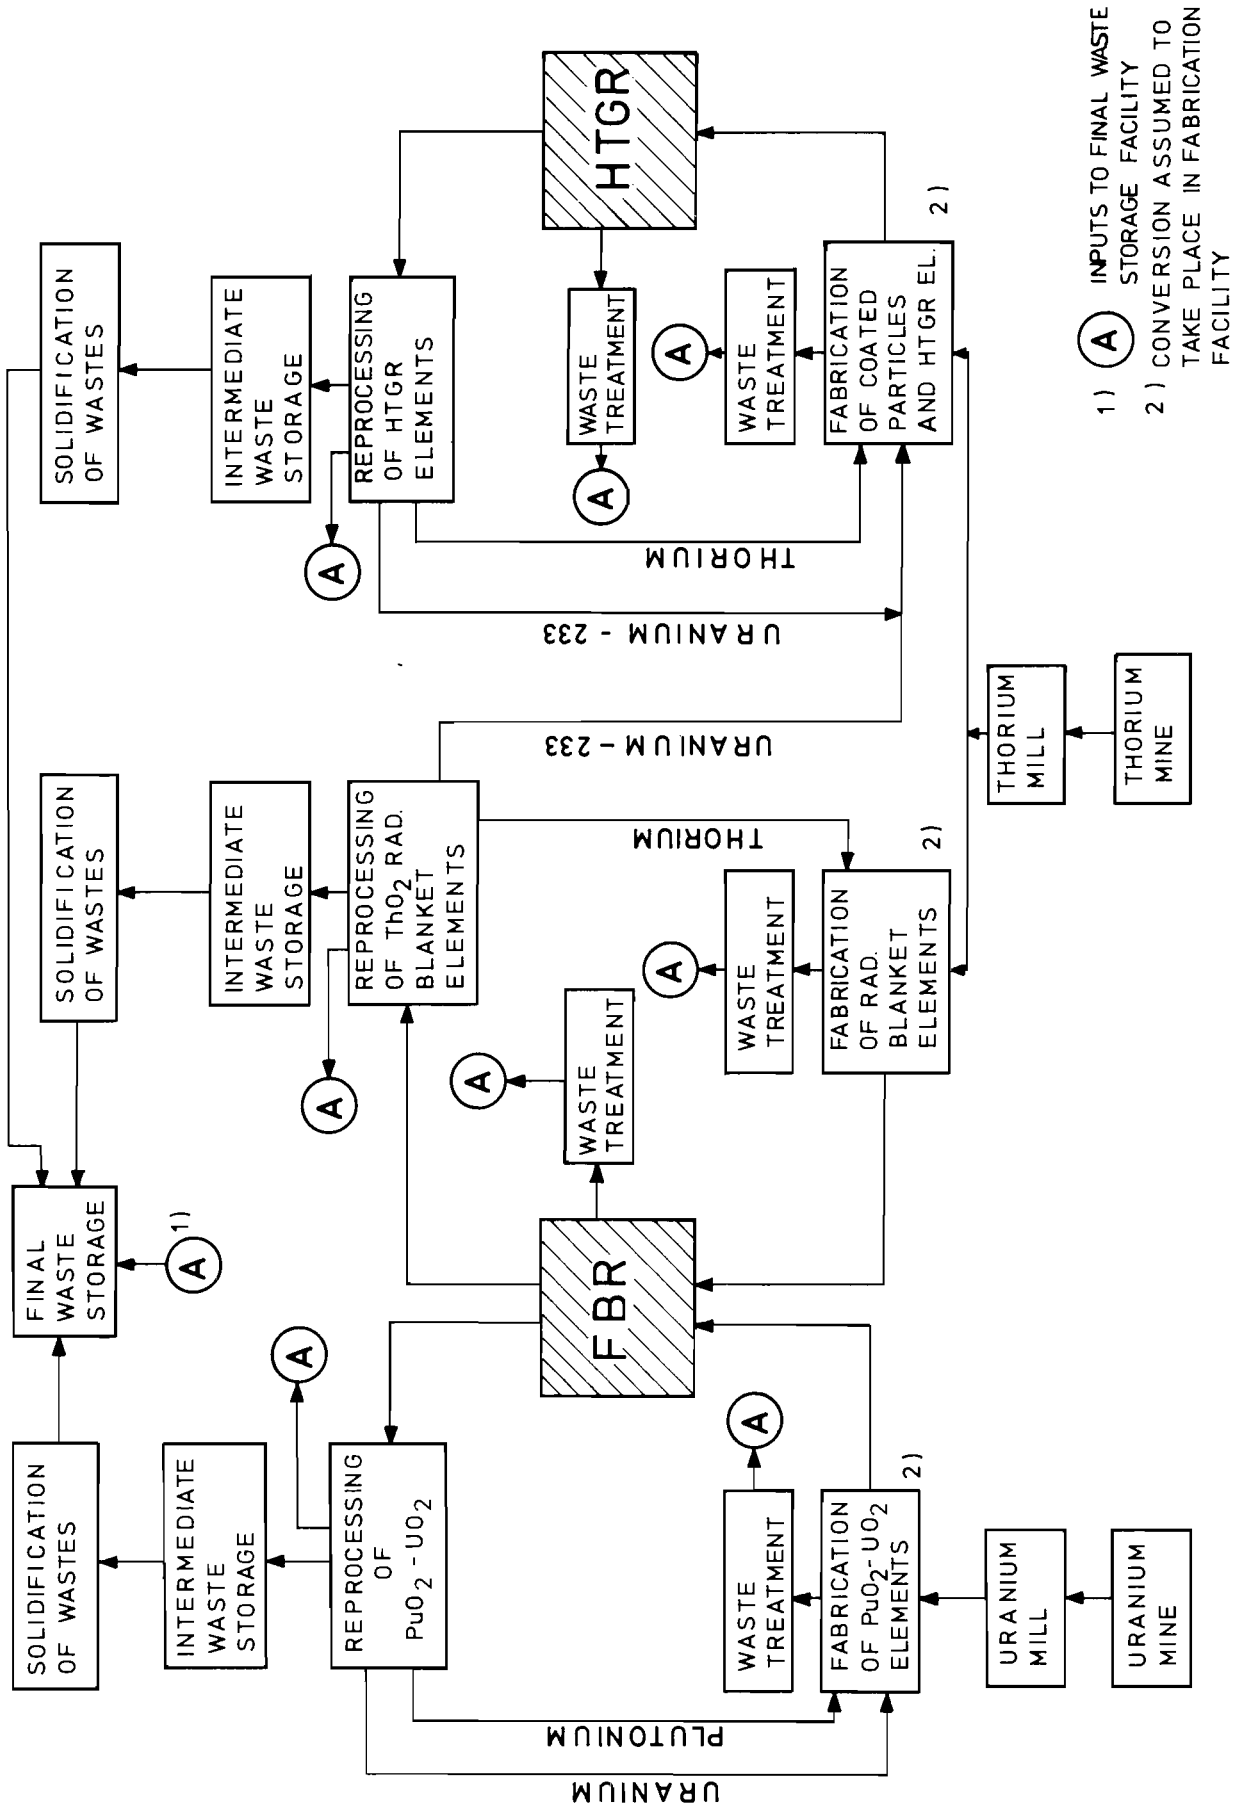 SOLIDIFICATION
OF WASTES
INTERMEDIATE
WASTE
STORAGE
REPROCESSING
OF
PuO2-UO2
A
FINAL
WASTE
STORAGE
A
1)
SOLIDIFICATION
OF WASTES
INTERMEDIATE
WASTE
STORAGE
REPROCESSING
OF ThO2 RAD.
BLANKET
ELEMENTS
A
SOLIDIFICATION
OF WASTES
INTERMEDIATE
WASTE
STORAGE
REPROCESSING
OF HTGR
ELEMENTS
A
URANIUM
PLUTONIUM
FBR
WASTE
TREATMENT
A
THORIUM
URANIUM-233
URANIUM - 233
THORIUM
HTGR
WASTE
TREATMENT
A
WASTE
TREATMENT
A
FABRICATION
OF PuO2-UO2
ELEMENTS
2)
URANIUM
MILL
URANIUM
MINE
WASTE
TREATMENT
A
FABRICATION
OF RAD.
BLANKET
ELEMENTS
2)
THORIUM
MILL
THORIUM
MINE
WASTE
TREATMENT
A
FABRICATION
OF COATED
PARTICLES
AND HTGR EL.
2)
1) A INPUTS TO FINAL WASTE
STORAGE FACILITY
2) CONVERSION ASSUMED TO
TAKE PLACE IN FABRICATION
FACILITY